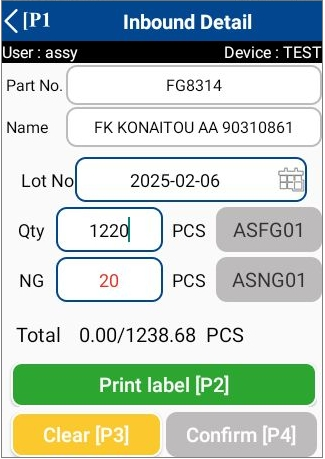 [P1 Inbound Detail
User : assy Device : TEST
Part No. FG8314
Name FK KONAITOU AA 90310861
Lot No 2025-02-06
Qty 1220 PCS ASFG01
NG 20 PCS ASNG01
Total 0.00/1238.68 PCS
Print label [P2]
Clear [P3] Confirm [P4]